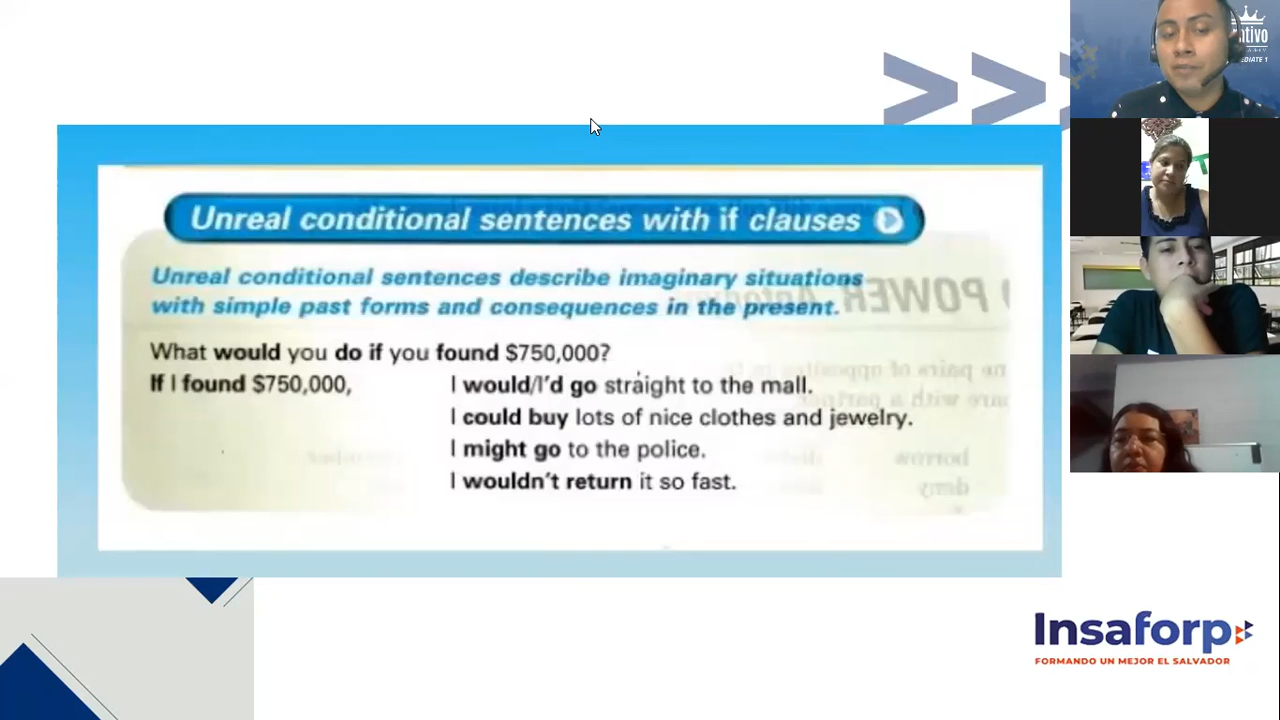 Unreal conditional sentences with if clauses
Unreal conditional sentences describe imaginary situations
with simple past forms and consequences in the present.
What would you do if you found $750,000?
If I found $750,000, I would/I'd go straight to the mall.
I could buy lots of nice clothes and jewelry.
I might go to the police.
I wouldn't return it so fast.
POWER
borrow
deny
Insaforp
FORMANDO UN MEJOR EL SALVADOR